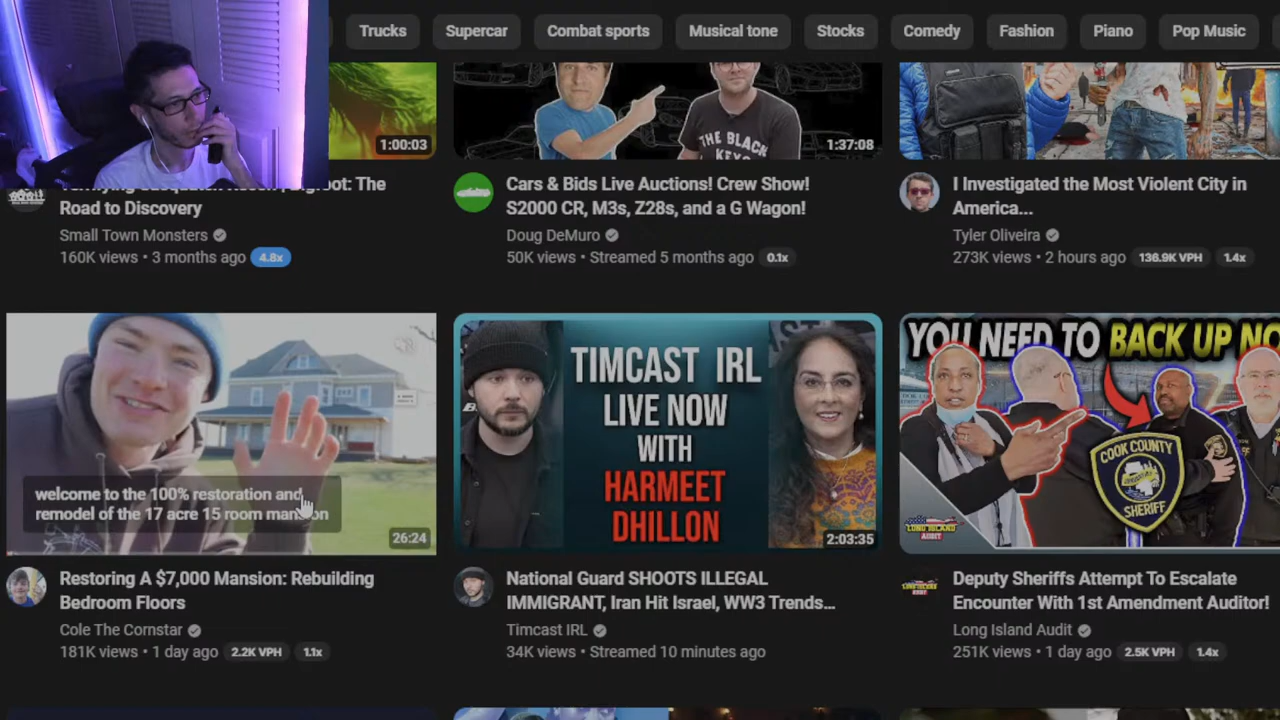 Trucks
Supercar
Combat sports
Musical tone
Stocks
Comedy
Fashion
Piano
Pop Music
1:00:03
THE BLACK
KEYS
1:37:08
The
Road to Discovery
Small Town Monsters
160K views • 3 months ago 4.8x
Cars & Bids Live Auctions! Crew Show!
S2000 CR, M3s, Z28s, and a G Wagon!
Doug DeMuro
50K views • Streamed 5 months ago 0.1x
I Investigated the Most Violent City in
America...
Tyler Oliveira
273K views • 2 hours ago 136.9K VPH 1.4x
welcome to the 100% restoration and
remodel of the 17 acre 15 room mansion
26:24
Restoring A $7,000 Mansion: Rebuilding
Bedroom Floors
Cole The Cornstar
181K views • 1 day ago 2.2K VPH 1.1x
TIMCAST IRL
LIVE NOW
WITH
HARMEET
DHILLON
2:03:35
National Guard SHOOTS ILLEGAL
IMMIGRANT, Iran Hit Israel, WW3 Trends...
Timcast IRL
34K views • Streamed 10 minutes ago
YOU NEED TO BACK UP NO
COOK COUNTY
SHERIFF
LONG ISLAND
AUDIT
Deputy Sheriffs Attempt To Escalate
Encounter With 1st Amendment Auditor!
Long Island Audit
251K views • 1 day ago 2.5K VPH 1.4x